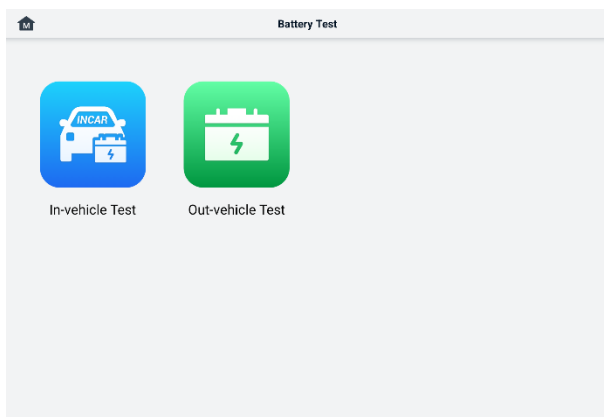 M
Battery Test
INCAR
In-vehicle Test
Out-vehicle Test